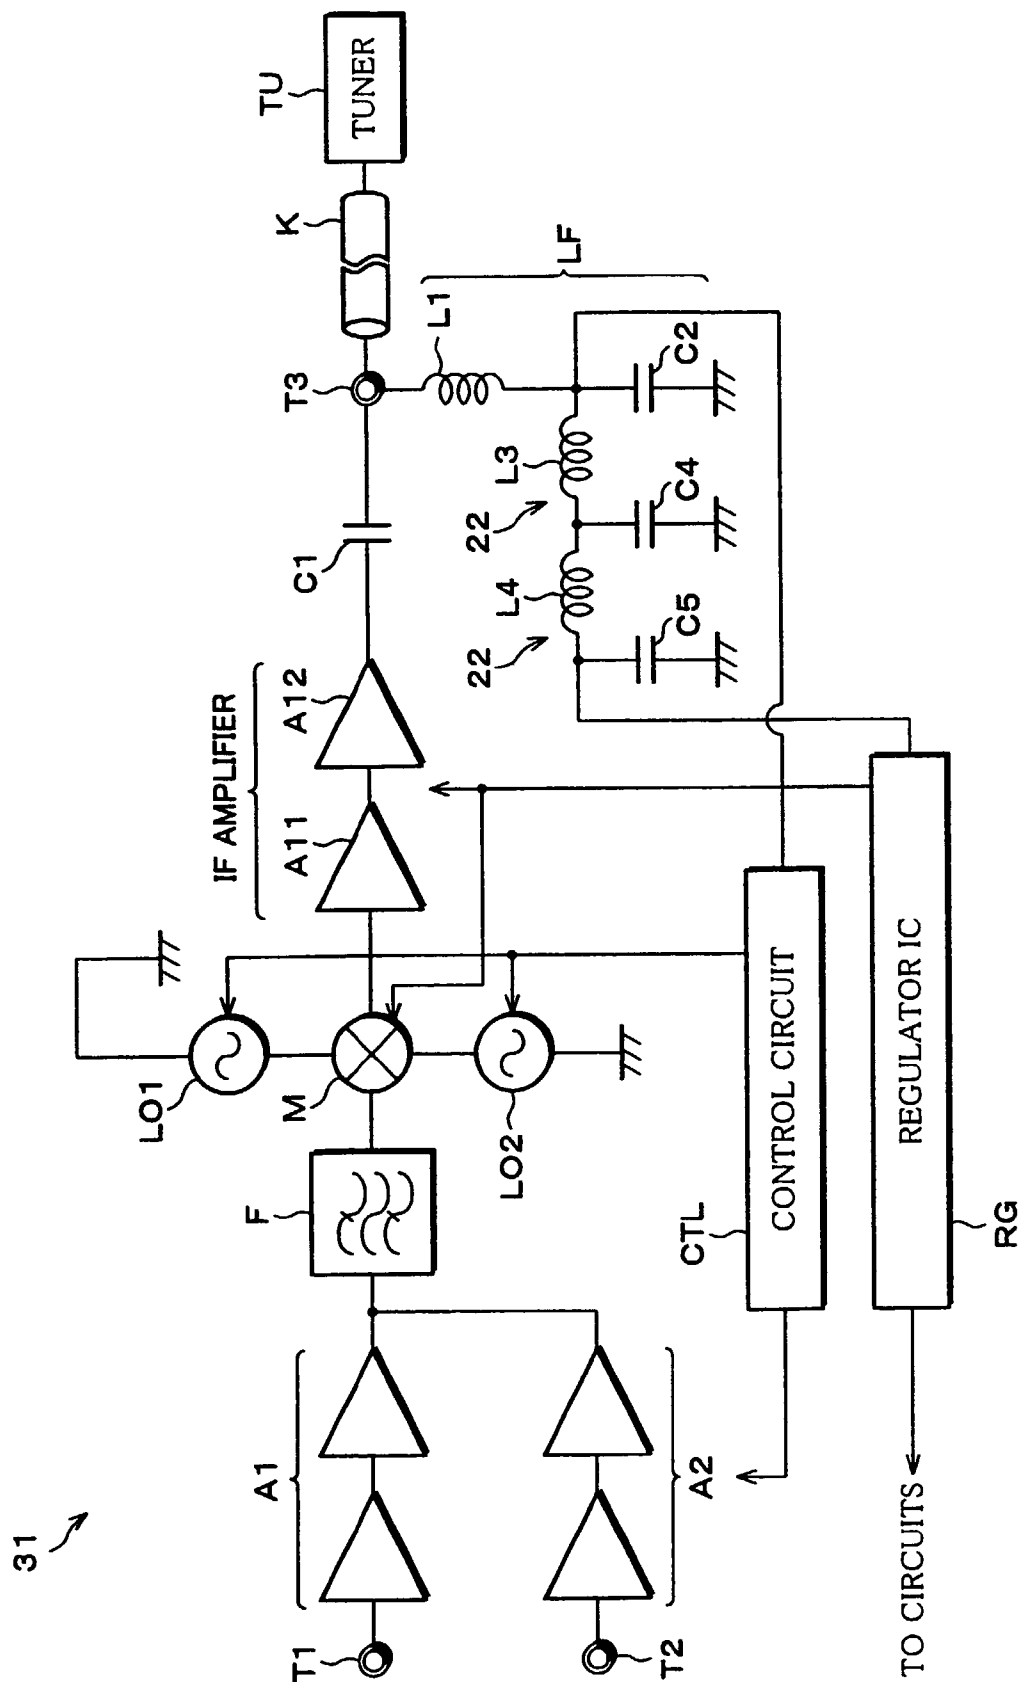 31
T1
A1
T2
A2
F
LO1
M
LO2
IF AMPLIFIER
A11
A12
C1
T3
K
TU
TUNER
L1
LF
L3
22
L4
22
C2
C4
C5
CTL
CONTROL CIRCUIT
REGULATOR IC
RG
TO CIRCUITS